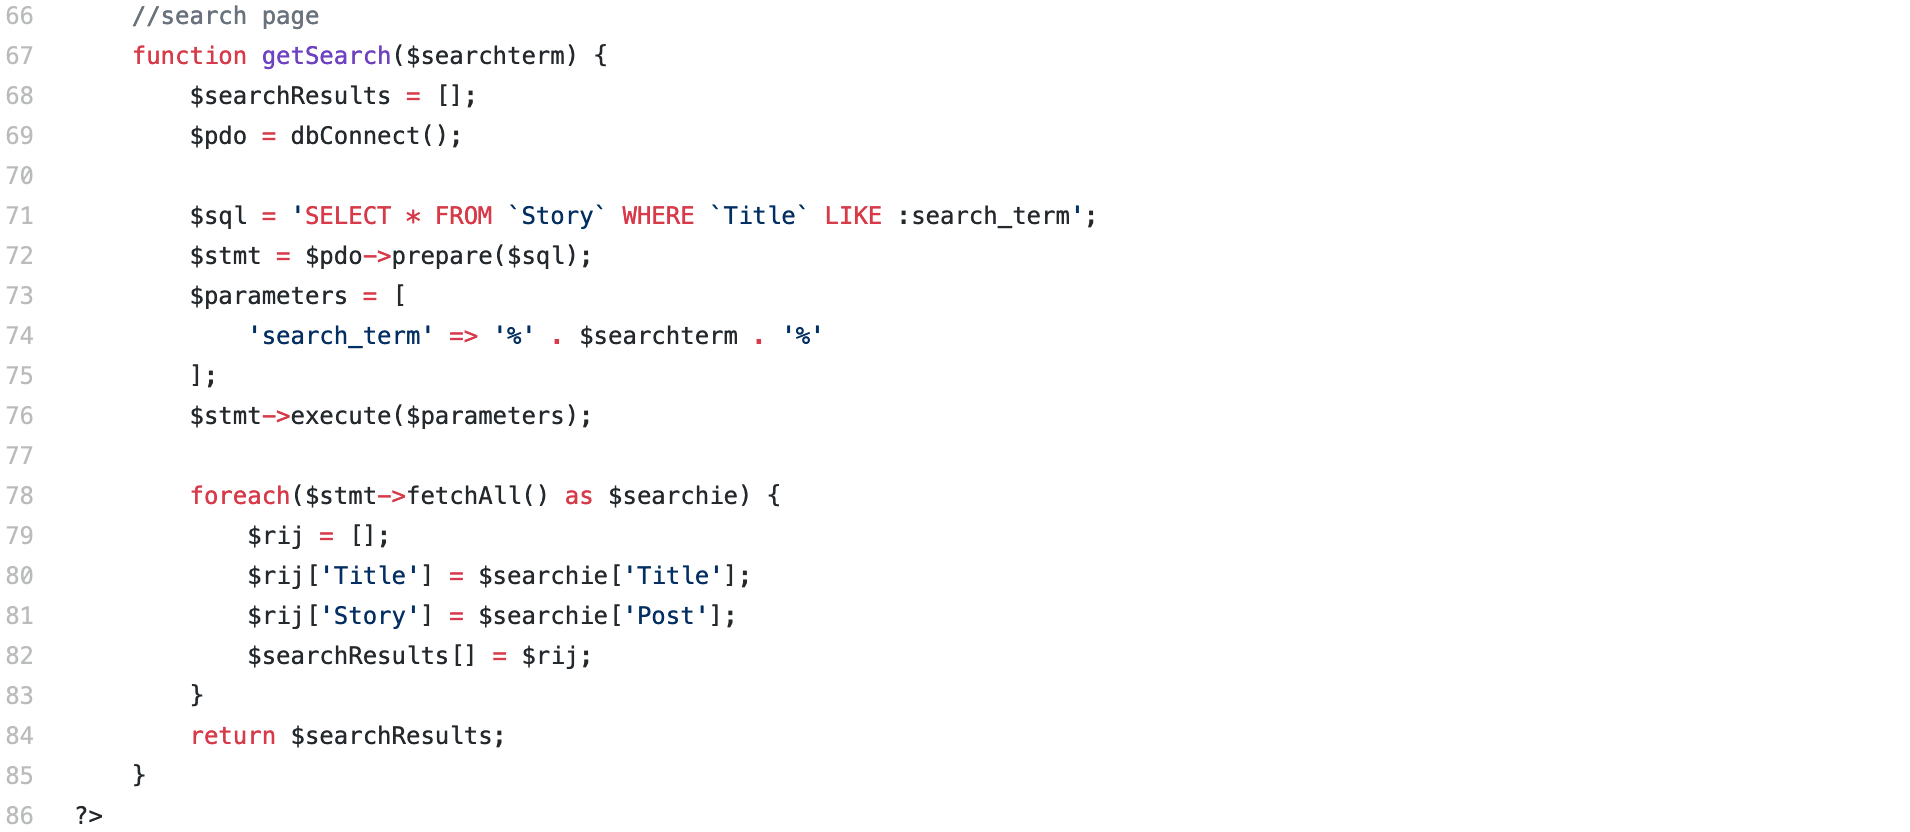 66 //search page
67 function getSearch($searchterm) {
68 $searchResults = [];
69 $pdo = dbConnect();
70
71 $sql = 'SELECT * FROM `Story` WHERE `Title` LIKE :search_term';
72 $stmt = $pdo->prepare($sql);
73 $parameters = [
74 'search_term' => '%' . $searchterm . '%'
75 ];
76 $stmt->execute($parameters);
77
78 foreach($stmt->fetchAll() as $searchie) {
79 $rij = [];
80 $rij['Title'] = $searchie['Title'];
81 $rij['Story'] = $searchie['Post'];
82 $searchResults[] = $rij;
83 }
84 return $searchResults;
85 }
86 ?>